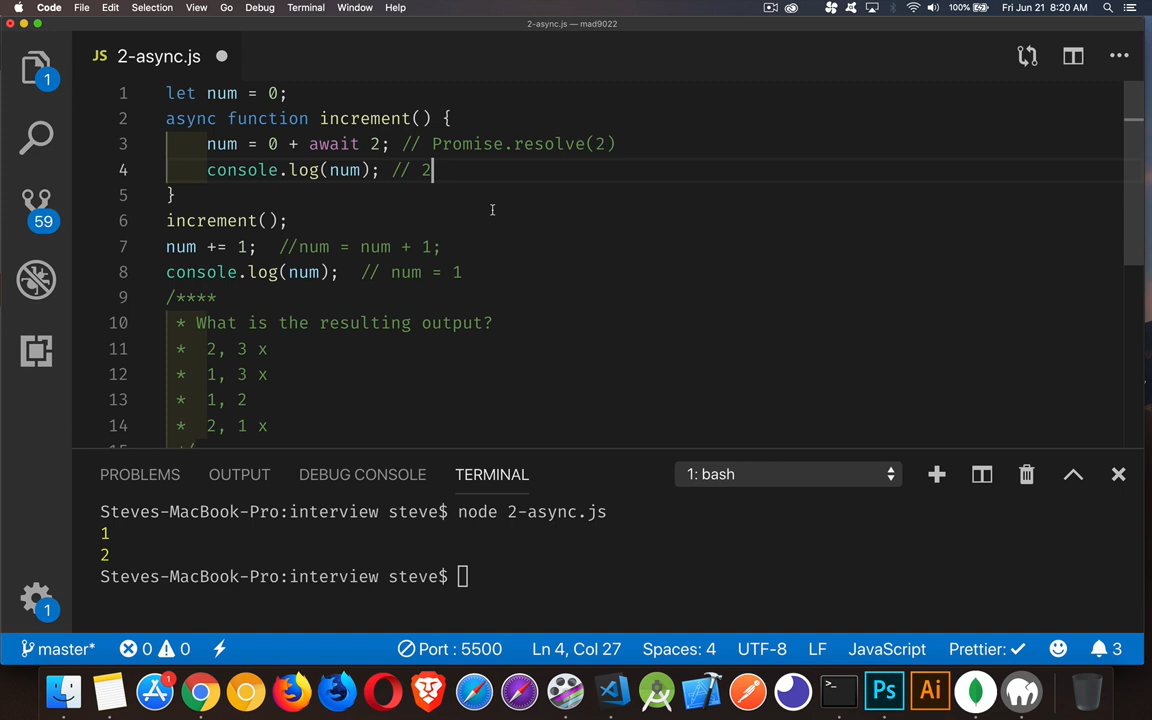 Code File Edit Selection View Go Debug Terminal Window Help 100% Fri Jun 21 8:20 AM
2-async.js — mad9022
JS 2-async.js
1 let num = 0;
2 async function increment() {
3 num = 0 + await 2; // Promise.resolve(2)
4 console.log(num); // 2
5 }
6 increment();
7 num += 1; //num = num + 1;
8 console.log(num); // num = 1
9 /****
10 * What is the resulting output?
11 * 2, 3 x
12 * 1, 3 x
13 * 1, 2
14 * 2, 1 x
1
59
1
PROBLEMS OUTPUT DEBUG CONSOLE TERMINAL 1: bash
Steves-MacBook-Pro:interview steve$ node 2-async.js
1
2
Steves-MacBook-Pro:interview steve$
master* 0 0 Port : 5500 Ln 4, Col 27 Spaces: 4 UTF-8 LF JavaScript Prettier: ✓ 3
1 >_ Ps Ai